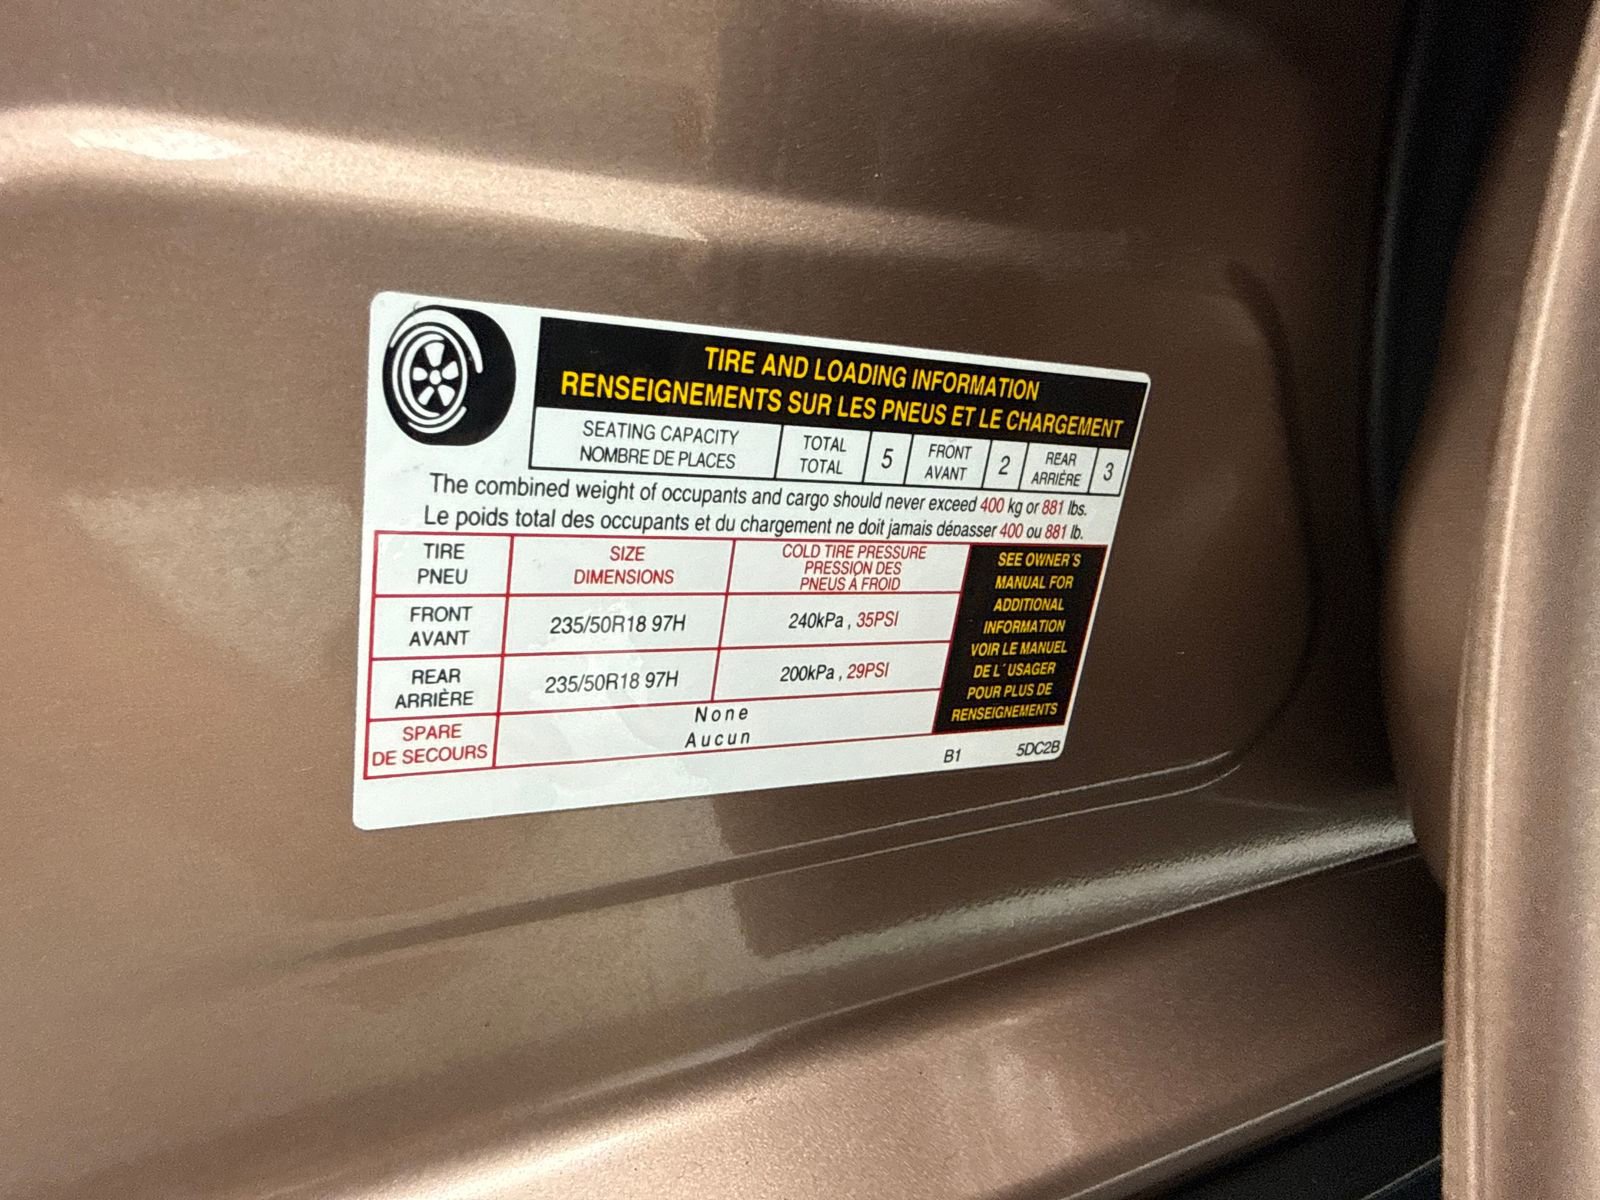 TIRE AND LOADING INFORMATION
RENSEIGNEMENTS SUR LES PNEUS ET LE CHARGEMENT
SEATING CAPACITY
NOMBRE DE PLACES
TOTAL
TOTAL
5
FRONT
AVANT
2
REAR
ARRIÈRE
3
The combined weight of occupants and cargo should never exceed 400 kg or 881 lbs.
Le poids total des occupants et du chargement ne doit jamais dépasser 400 ou 881 lb.
TIRE
PNEU
SIZE
DIMENSIONS
COLD TIRE PRESSURE
PRESSION DES
PNEUS À FROID
FRONT
AVANT
235/50R18 97H
240kPa , 35PSI
REAR
ARRIÈRE
235/50R18 97H
200kPa , 29PSI
SPARE
DE SECOURS
None
Aucun
SEE OWNER'S
MANUAL FOR
ADDITIONAL
INFORMATION
VOIR LE MANUEL
DE L'USAGER
POUR PLUS DE
RENSEIGNEMENTS
B1 5DC2B